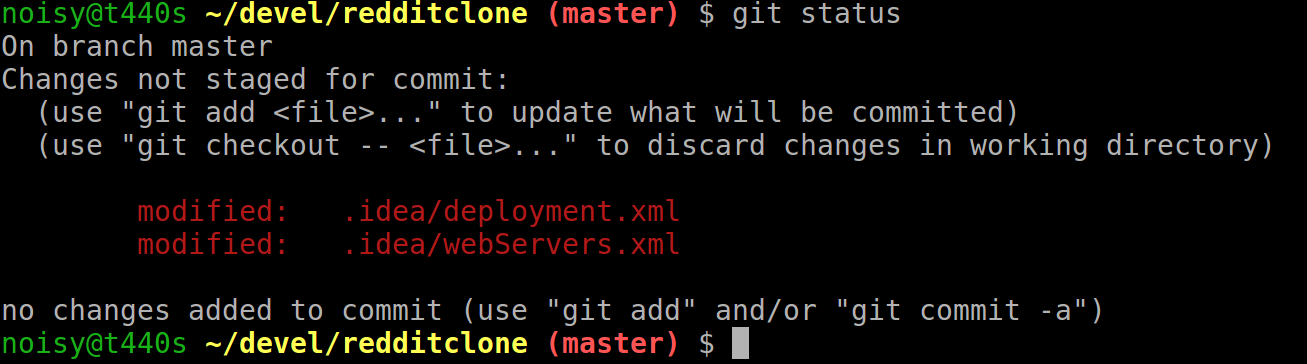 noisy@t440s ~/devel/redditclone (master) $ git status
On branch master
Changes not staged for commit:
  (use "git add <file>..." to update what will be committed)
  (use "git checkout -- <file>..." to discard changes in working directory)
        modified:   .idea/deployment.xml
        modified:   .idea/webServers.xml
no changes added to commit (use "git add" and/or "git commit -a")
noisy@t440s ~/devel/redditclone (master) $